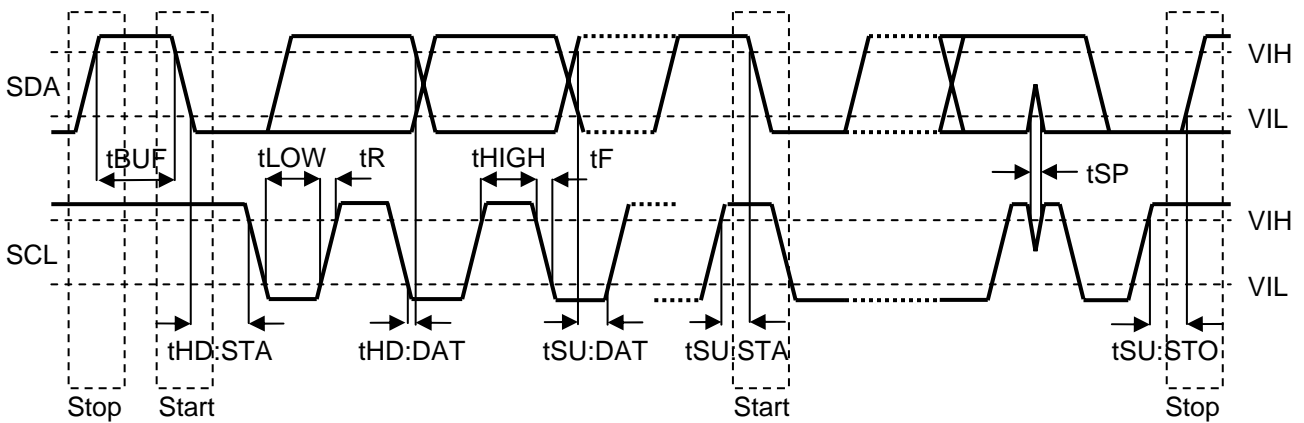 VIH
SDA
VIL
tBUF
tLOW
tR
tHIGH
tF
tSP
VIH
SCL
VIL
tHD:STA
tHD:DAT
tSU:DAT
tSU:STA
tSU:STO
Stop
Start
Start
Stop